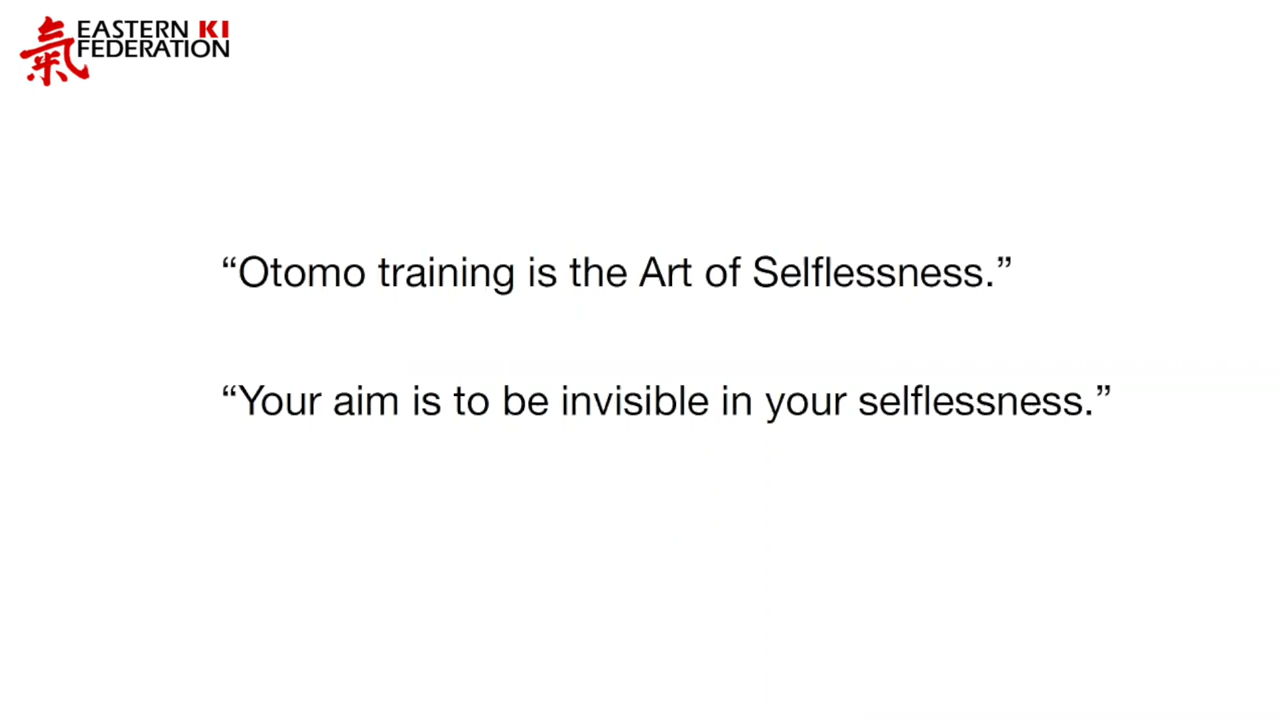 氣
EASTERN KI
FEDERATION
“Otomo training is the Art of Selflessness.”
“Your aim is to be invisible in your selflessness.”